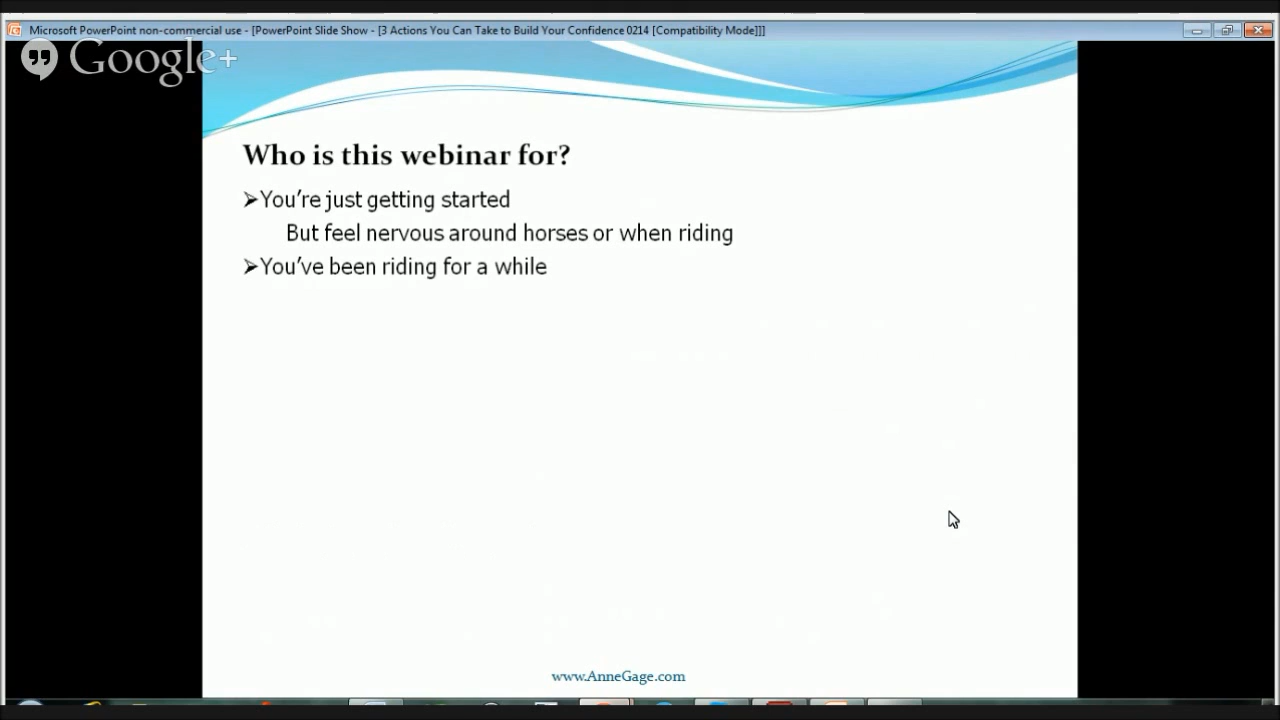 Microsoft PowerPoint non-commercial use - [PowerPoint Slide Show - [3 Actions You Can Take to Build Your Confidence 0214 [Compatibility Mode]]]
Google+
Who is this webinar for?
➢You're just getting started
But feel nervous around horses or when riding
➢You've been riding for a while
www.AnneGage.com